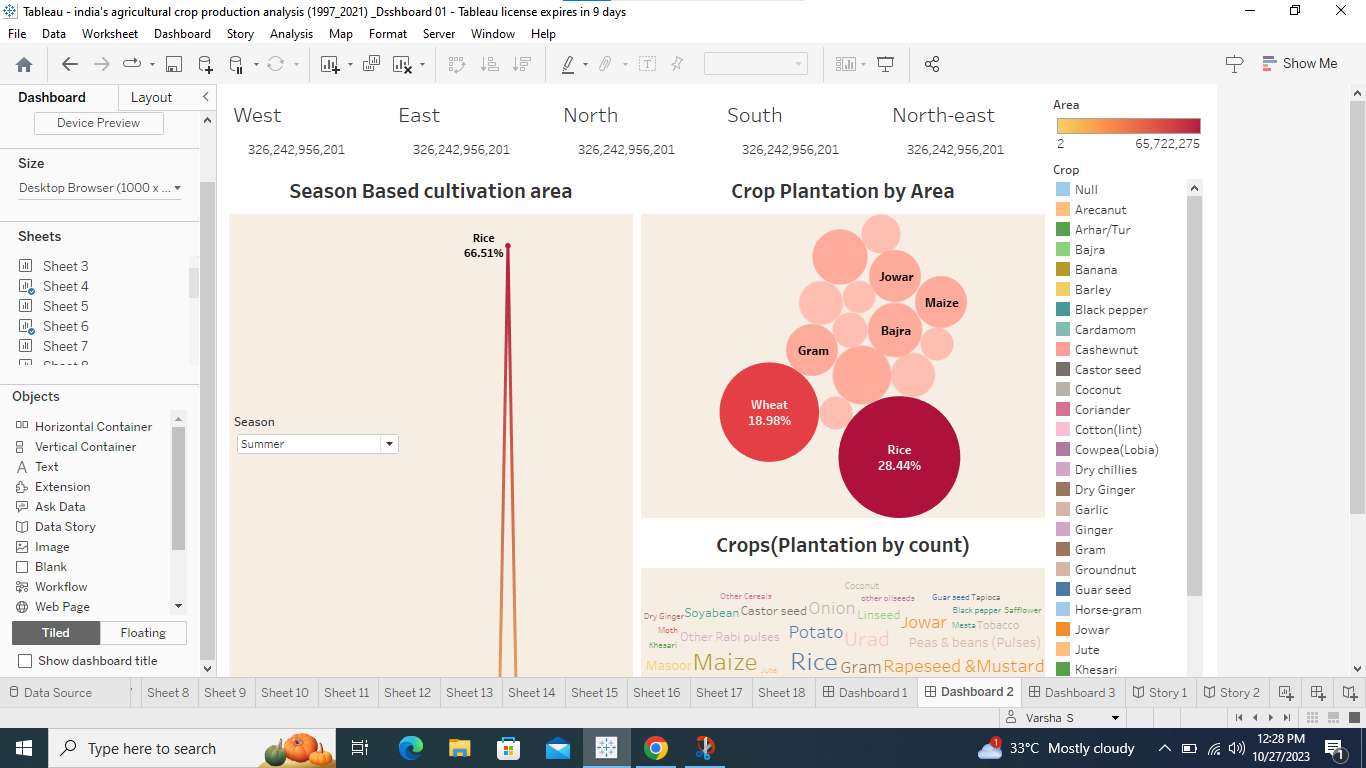 Tableau - india's agricultural crop production analysis (1997_2021) _Dsshboard 01 - Tableau license expires in 9 days
File Data Worksheet Dashboard Story Analysis Map Format Server Window Help
Show Me
Dashboard Layout
Device Preview
Size
Desktop Browser (1000 x ...
Sheets
Sheet 3
Sheet 4
Sheet 5
Sheet 6
Sheet 7
Sheet 8
Objects
Horizontal Container
Vertical Container
Text
Extension
Ask Data
Data Story
Image
Blank
Workflow
Web Page
Tiled Floating
Show dashboard title
West East North South North-east
326,242,956,201 326,242,956,201 326,242,956,201 326,242,956,201 326,242,956,201
Season Based cultivation area
Rice
66.51%
Season
Summer
Crop Plantation by Area
Jowar
Maize
Bajra
Gram
Wheat
18.98%
Rice
28.44%
Crops(Plantation by count)
Coconut
Other Cereals other oilseeds Guar seed Tapioca
Dry Ginger Soyabean Castor seed Onion Linseed Black pepper Safflower
Moth Other Rabi pulses Potato Urad Jowar Mesta Tobacco
Khesari Peas & beans (Pulses)
Masoor Maize Jute Rice Gram Rapeseed &Mustard
Area
2 65,722,275
Crop
Null
Arecanut
Arhar/Tur
Bajra
Banana
Barley
Black pepper
Cardamom
Cashewnut
Castor seed
Coconut
Coriander
Cotton(lint)
Cowpea(Lobia)
Dry chillies
Dry Ginger
Garlic
Ginger
Gram
Groundnut
Guar seed
Horse-gram
Jowar
Jute
Khesari
Data Source Sheet 8 Sheet 9 Sheet 10 Sheet 11 Sheet 12 Sheet 13 Sheet 14 Sheet 15 Sheet 16 Sheet 17 Sheet 18 Dashboard 1 Dashboard 2 Dashboard 3 Story 1 Story 2
Varsha S
Type here to search
1
33°C Mostly cloudy
12:28 PM
10/27/2023
1